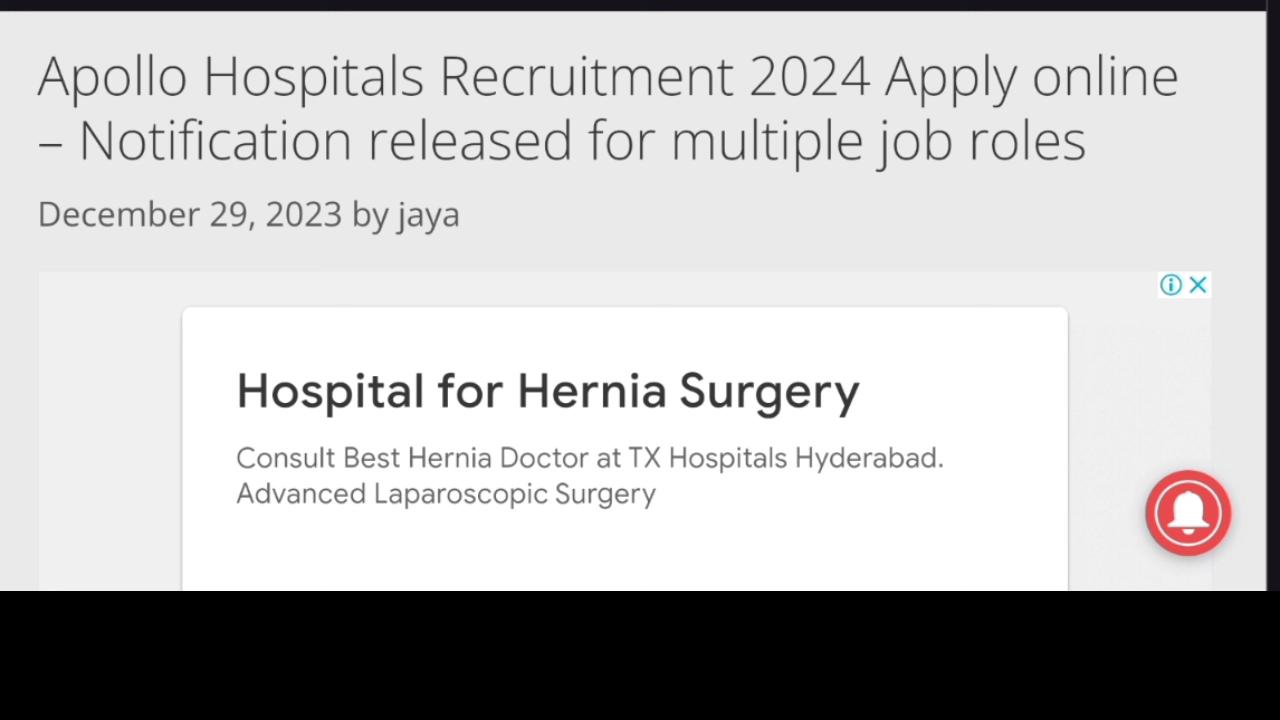 Apollo Hospitals Recruitment 2024 Apply online
– Notification released for multiple job roles
December 29, 2023 by jaya
Hospital for Hernia Surgery
Consult Best Hernia Doctor at TX Hospitals Hyderabad.
Advanced Laparoscopic Surgery